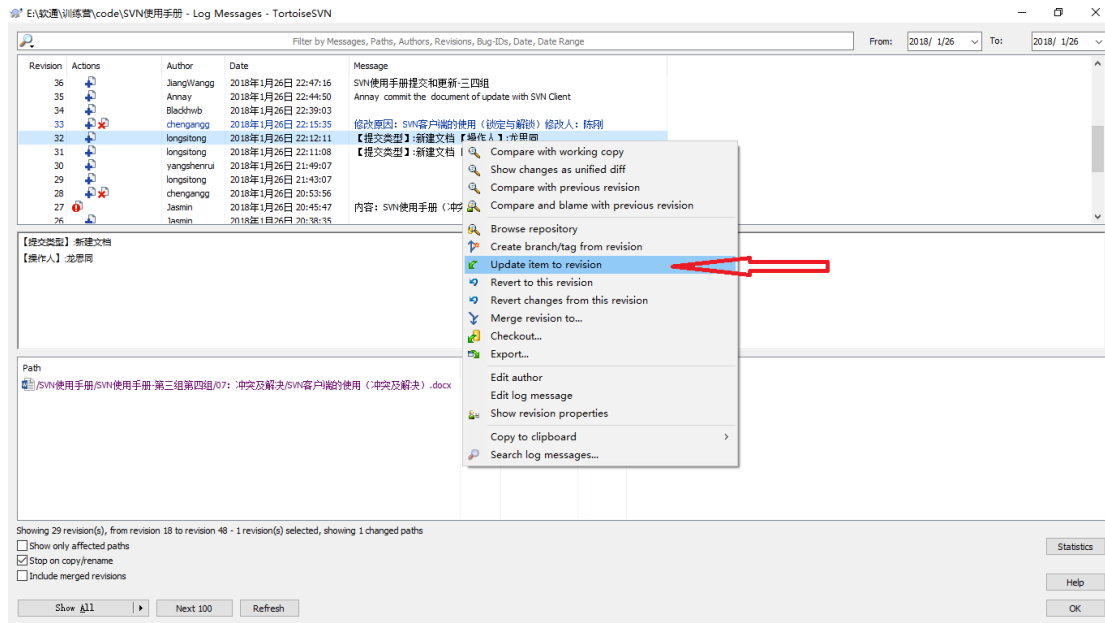 E:\软通\训练营\code\SVN使用手册 - Log Messages - TortoiseSVN
Filter by Messages, Paths, Authors, Revisions, Bug-IDs, Date, Date Range
From: 2018/ 1/26 To: 2018/ 1/26
Revision Actions Author Date Message
36 JiangWangg 2018年1月26日 22:47:16 SVN使用手册提交和更新-三四组
35 Annay 2018年1月26日 22:44:50 Annay commit the document of update with SVN Client
34 Blackhwb 2018年1月26日 22:39:03
33 chengangg 2018年1月26日 22:15:35 修改原因：SVN客户端的使用（锁定与解锁）修改人：陈刚
32 longsitong 2018年1月26日 22:12:11 【提交类型】:新建文档 【操作人】:龙思同
31 longsitong 2018年1月26日 22:11:08 【提交类型】:新建文档
30 yangshenrui 2018年1月26日 21:49:07
29 longsitong 2018年1月26日 21:43:07
28 chengangg 2018年1月26日 20:53:56
27 Jasmin 2018年1月26日 20:45:47 内容：SVN使用手册（冲突
26 Jasmin 2018年1月26日 20:38:35
Compare with working copy
Show changes as unified diff
Compare with previous revision
Compare and blame with previous revision
Browse repository
Create branch/tag from revision
Update item to revision
Revert to this revision
Revert changes from this revision
Merge revision to...
Checkout...
Export...
Edit author
Edit log message
Show revision properties
Copy to clipboard
Search log messages...
【提交类型】:新建文档
【操作人】:龙思同
Path
/SVN使用手册/SVN使用手册-第三组第四组/07：冲突及解决/SVN客户端的使用（冲突及解决）.docx
Showing 29 revision(s), from revision 18 to revision 48 - 1 revision(s) selected, showing 1 changed paths
Show only affected paths
Stop on copy/rename
Include merged revisions
Statistics
Help
Show All Next 100 Refresh OK